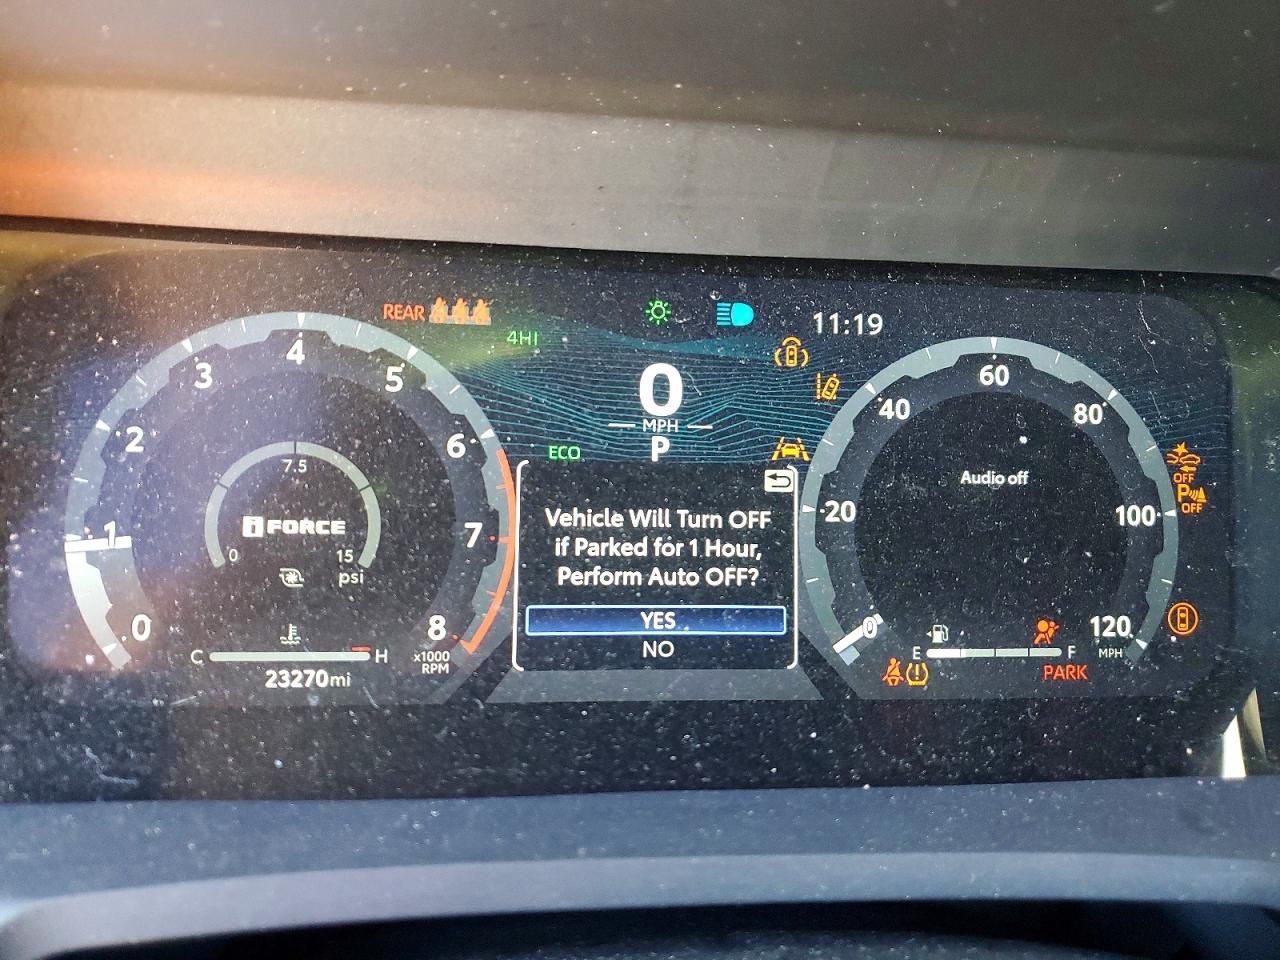 REAR
4HI
11:19
0
MPH
P
ECO
0
1
2
3
4
5
6
7
8
x1000
RPM
7.5
i FORCE
0
15
psi
C
H
23270mi
Vehicle Will Turn OFF
if Parked for 1 Hour,
Perform Auto OFF?
YES
NO
0
20
40
60
80
100
120
MPH
Audio off
E
F
PARK
OFF
P
OFF